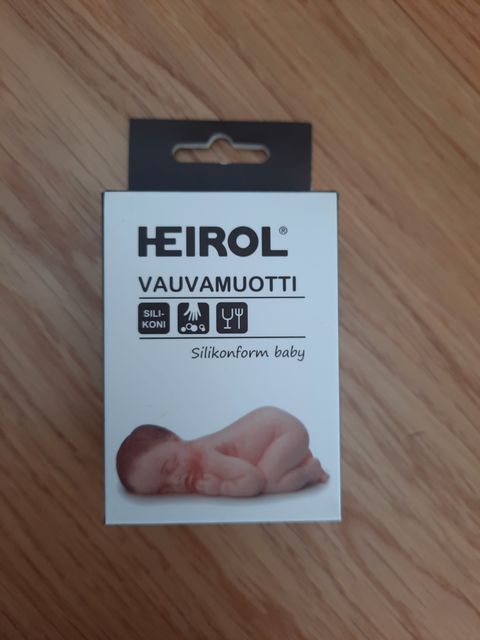 HEIROL®
VAUVAMUOTTI
SILI-
KONI
Silikonform baby